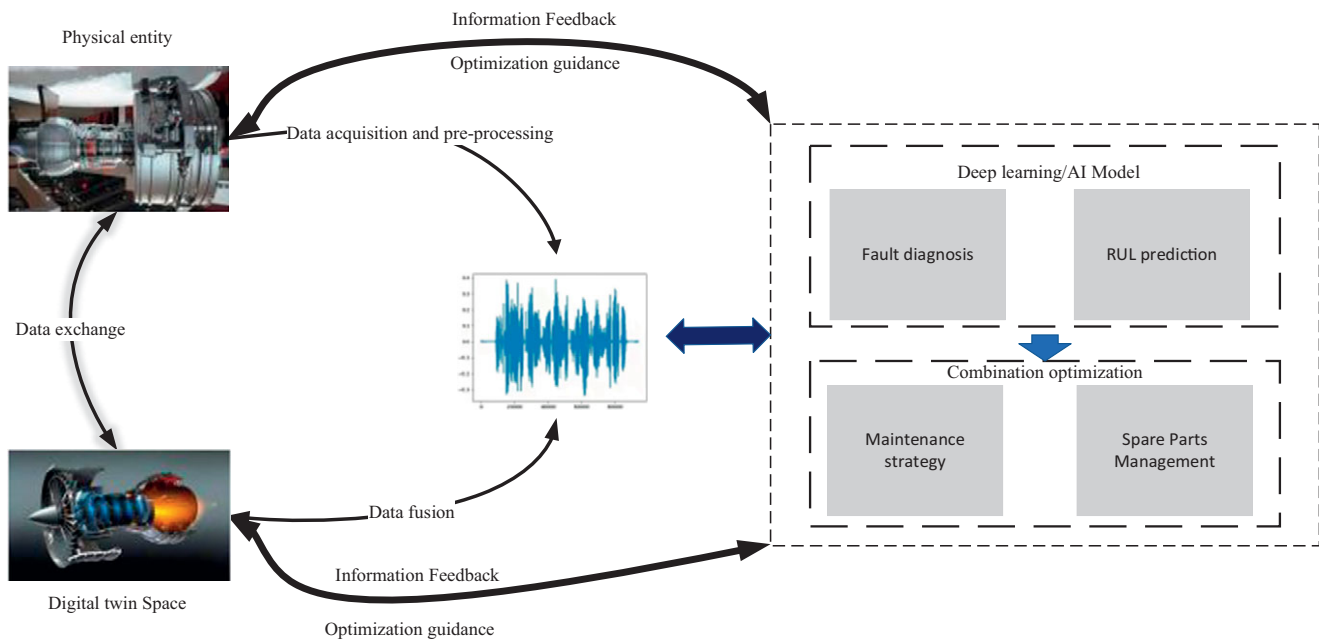 Information Feedback
Physical entity
Optimization guidance
Data acquisition and pre-processing
Deep learning/AI Model
Fault diagnosis
RUL prediction
Data exchange
Combination optimization
Maintenance
strategy
Spare Parts
Management
Data fusion
Information Feedback
Digital twin Space
Optimization guidance